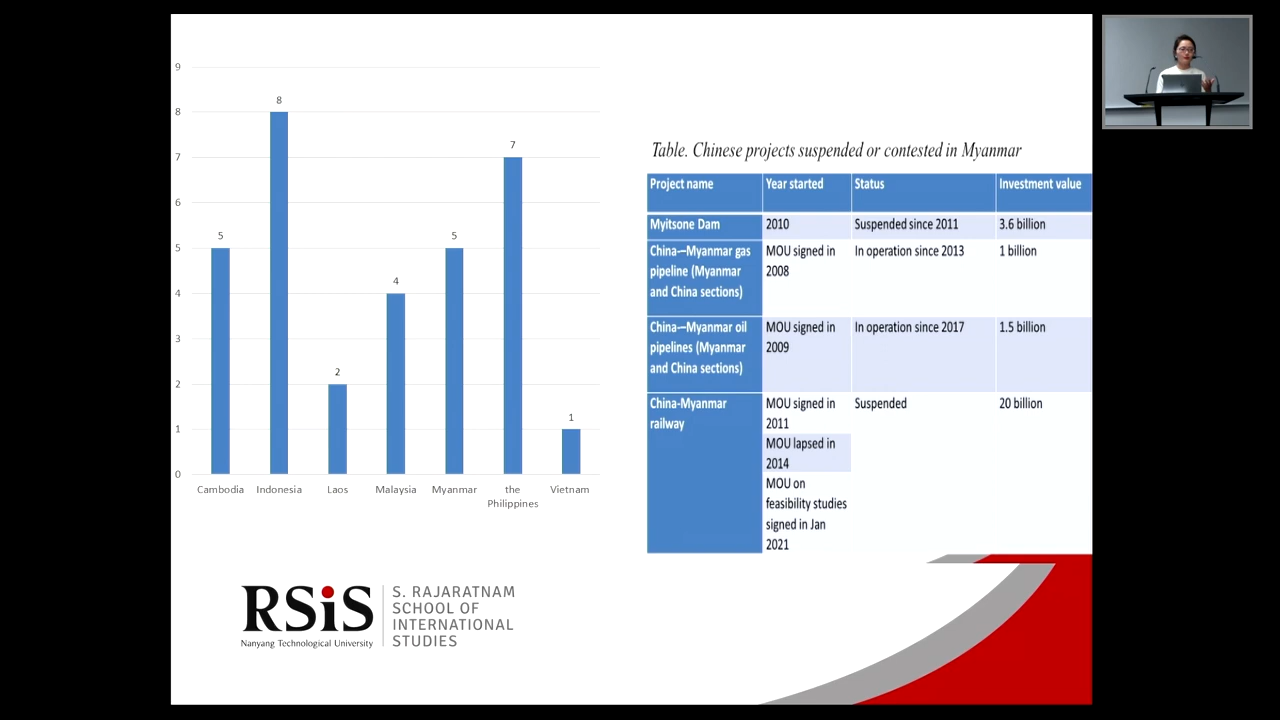 9
8
7
6
5
4
3
2
1
0
5
8
2
4
5
7
1
Cambodia
Indonesia
Laos
Malaysia
Myanmar
the
Philippines
Vietnam
Table. Chinese projects suspended or contested in Myanmar
Project name Year started Status Investment value
Myitsone Dam 2010 Suspended since 2011 3.6 billion
China–Myanmar gas MOU signed in In operation since 2013 1 billion
pipeline (Myanmar 2008
and China sections)
China–Myanmar oil MOU signed in In operation since 2017 1.5 billion
pipelines (Myanmar 2009
and China sections)
China-Myanmar MOU signed in Suspended 20 billion
railway 2011
MOU lapsed in
2014
MOU on
feasibility studies
signed in Jan
2021
RSiS
Nanyang Technological University
S. RAJARATNAM
SCHOOL OF
INTERNATIONAL
STUDIES